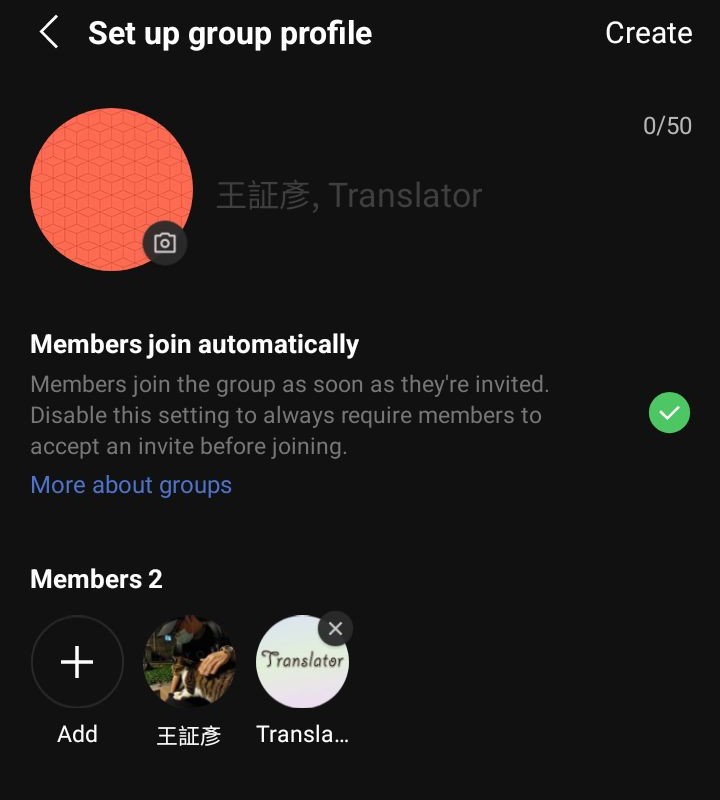 Set up group profile
Create
0/50
王証彥, Translator
Members join automatically
Members join the group as soon as they're invited.
Disable this setting to always require members to
accept an invite before joining.
More about groups
Members 2
Translator
Add
王証彥
Transla...